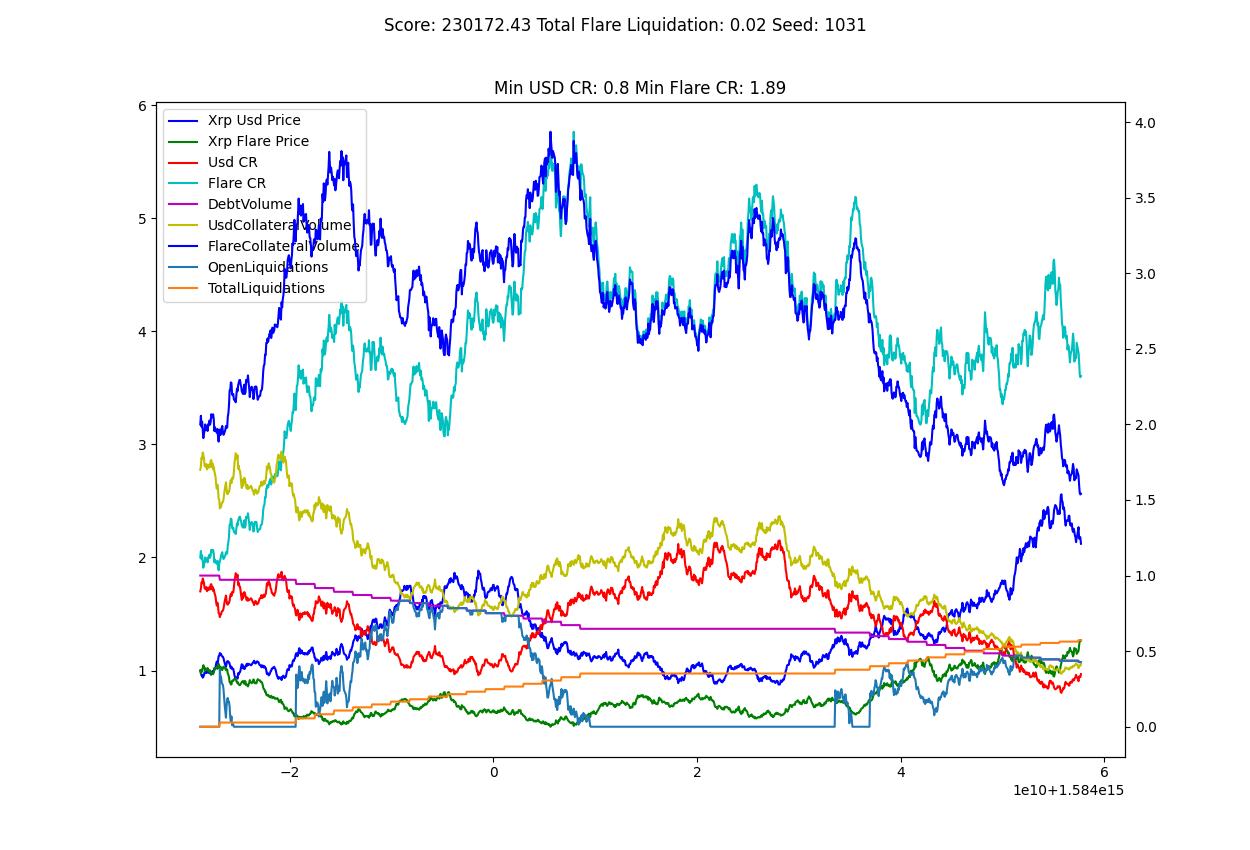 Score: 230172.43 Total Flare Liquidation: 0.02 Seed: 1031
Min USD CR: 0.8 Min Flare CR: 1.89
Xrp Usd Price
Xrp Flare Price
Usd CR
Flare CR
DebtVolume
UsdCollateralVolume
FlareCollateralVolume
OpenLiquidations
TotalLiquidations
6
5
4
3
2
1
4.0
3.5
3.0
2.5
2.0
1.5
1.0
0.5
0.0
−2 0 2 4 6
1e10+1.584e15